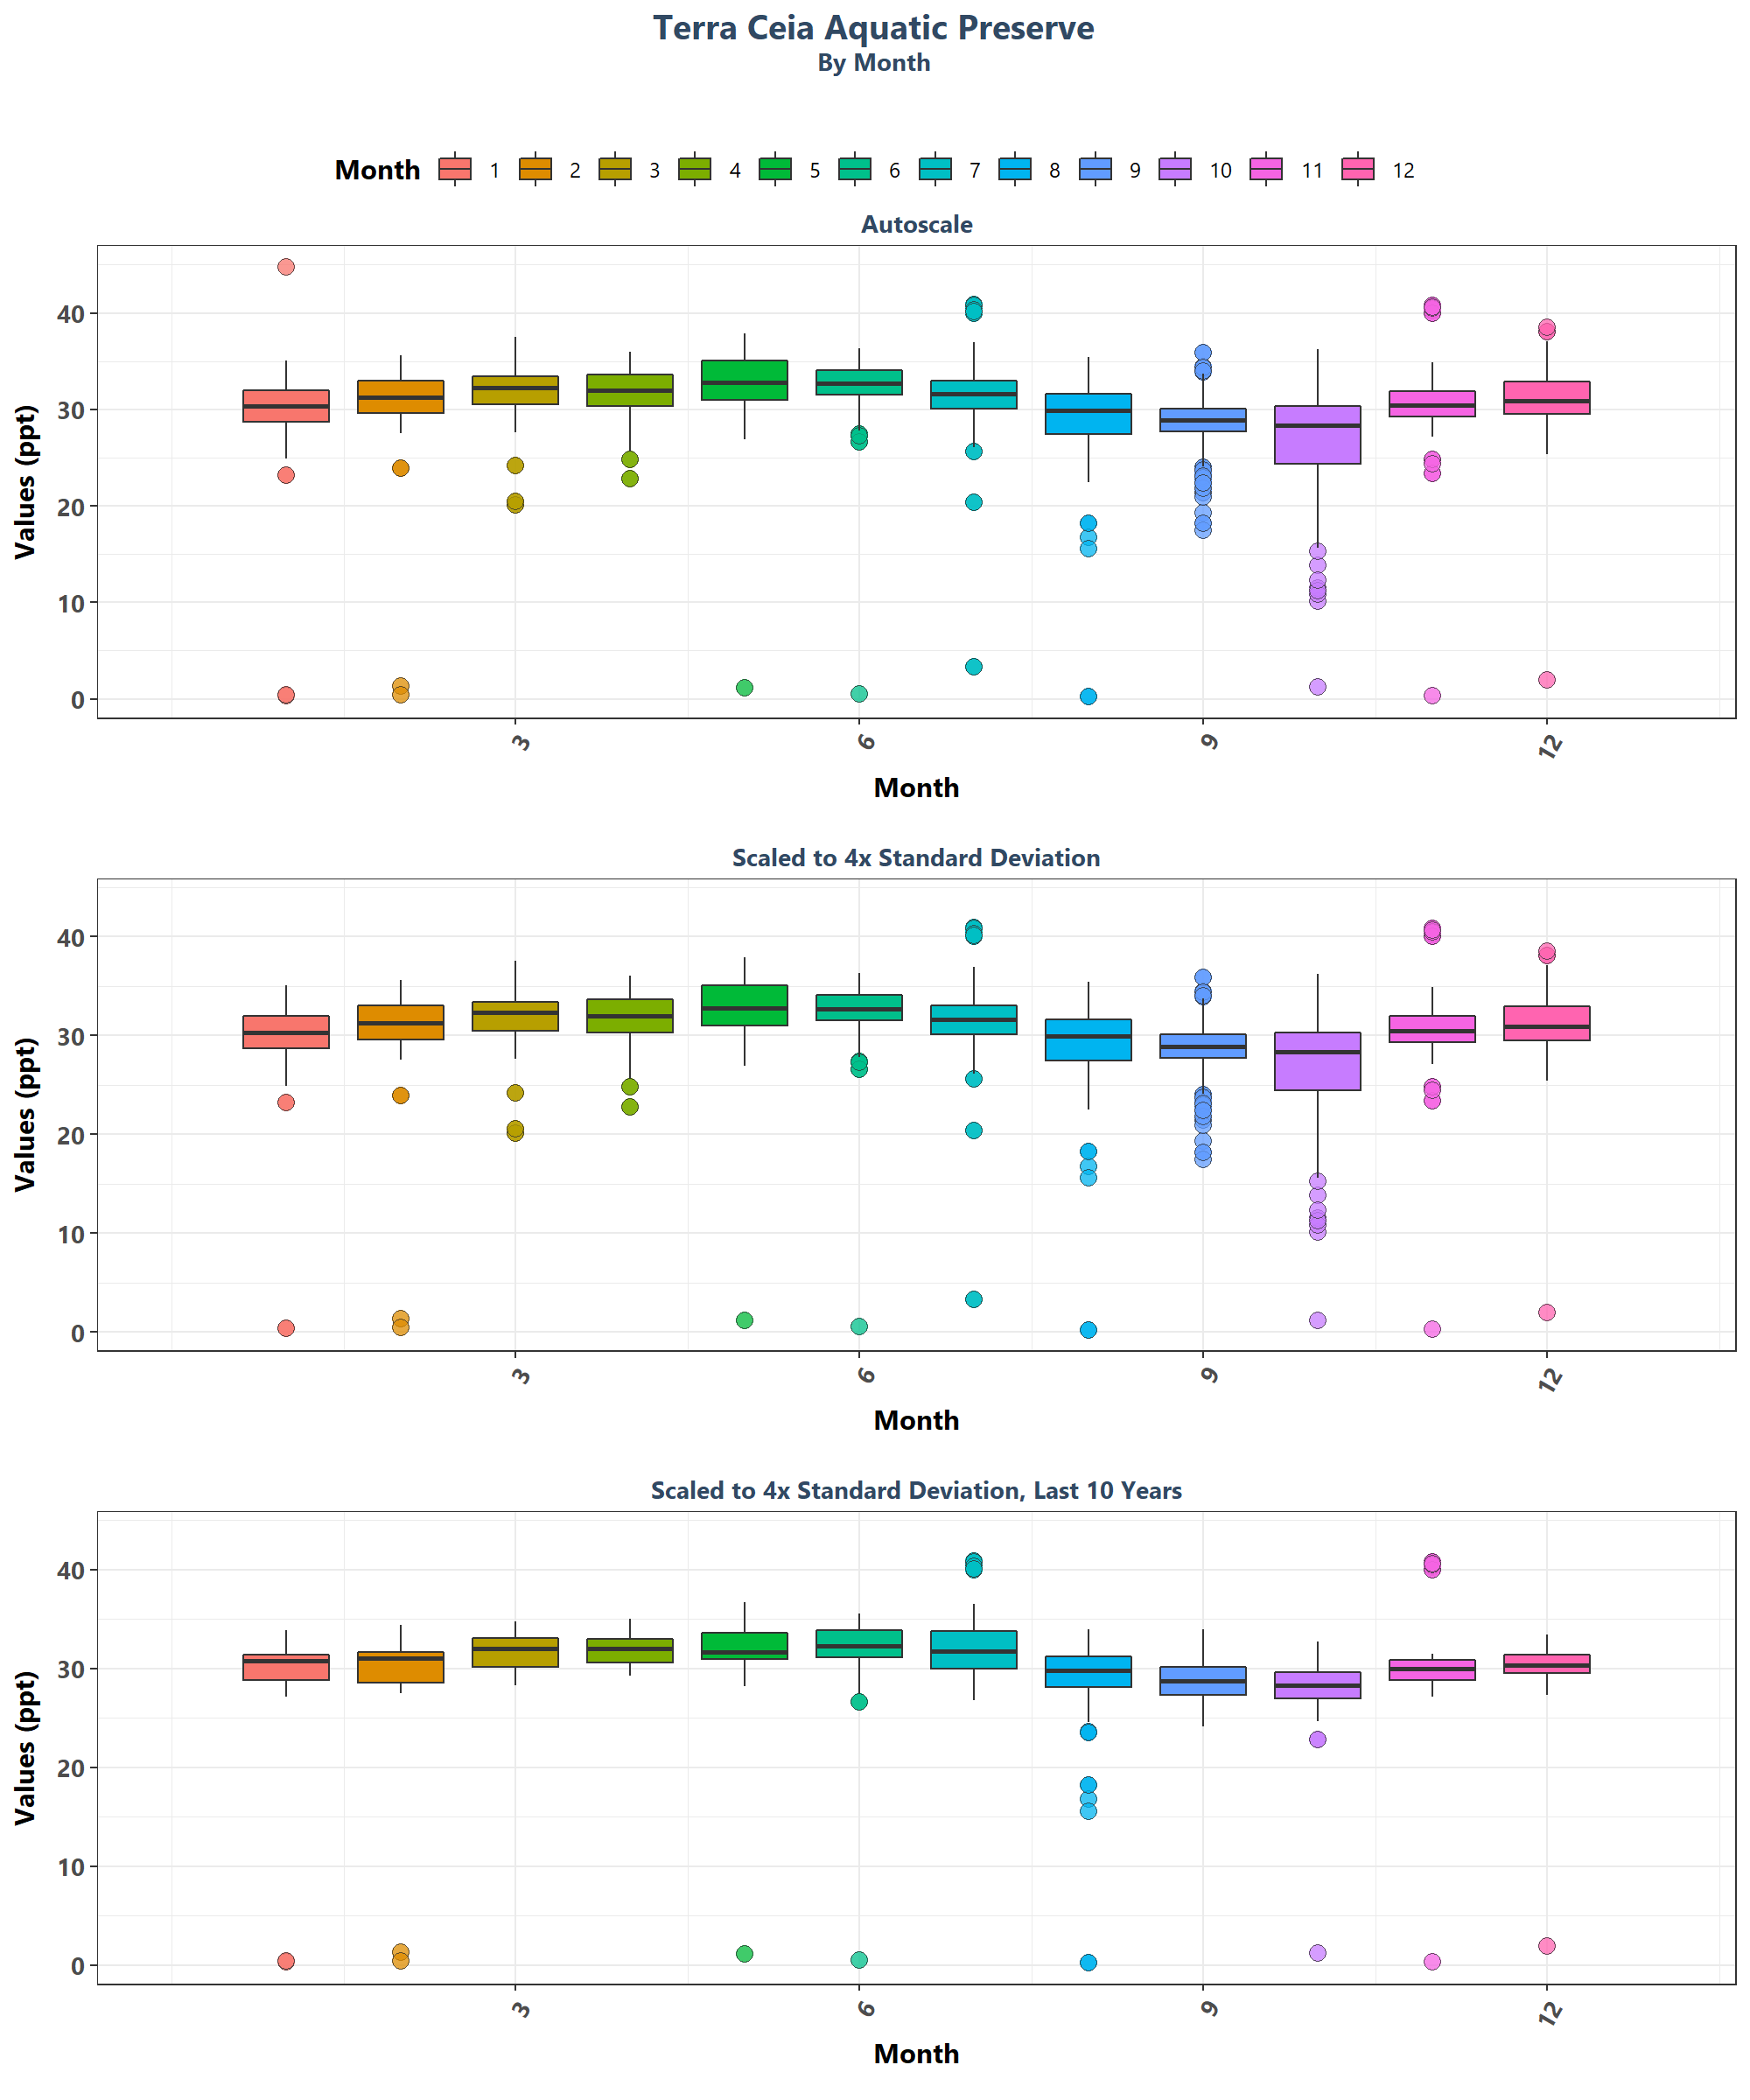 Terra Ceia Aquatic Preserve
By Month
Month 1 2 3 4 5 6 7 8 9 10 11 12
Autoscale
Values (ppt)
40
30
20
10
0
3 6 9 12
Month
Scaled to 4x Standard Deviation
Values (ppt)
40
30
20
10
0
3 6 9 12
Month
Scaled to 4x Standard Deviation, Last 10 Years
Values (ppt)
40
30
20
10
0
3 6 9 12
Month